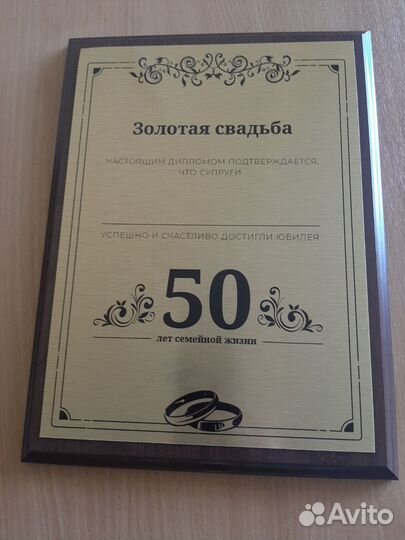 Золотая свадьба
НАСТОЯЩИМ ДИПЛОМОМ ПОДТВЕРЖДАЕТСЯ,
ЧТО СУПРУГИ
УСПЕШНО И СЧАСТЛИВО ДОСТИГЛИ ЮБИЛЕЯ
50
лет семейной жизни
Avito